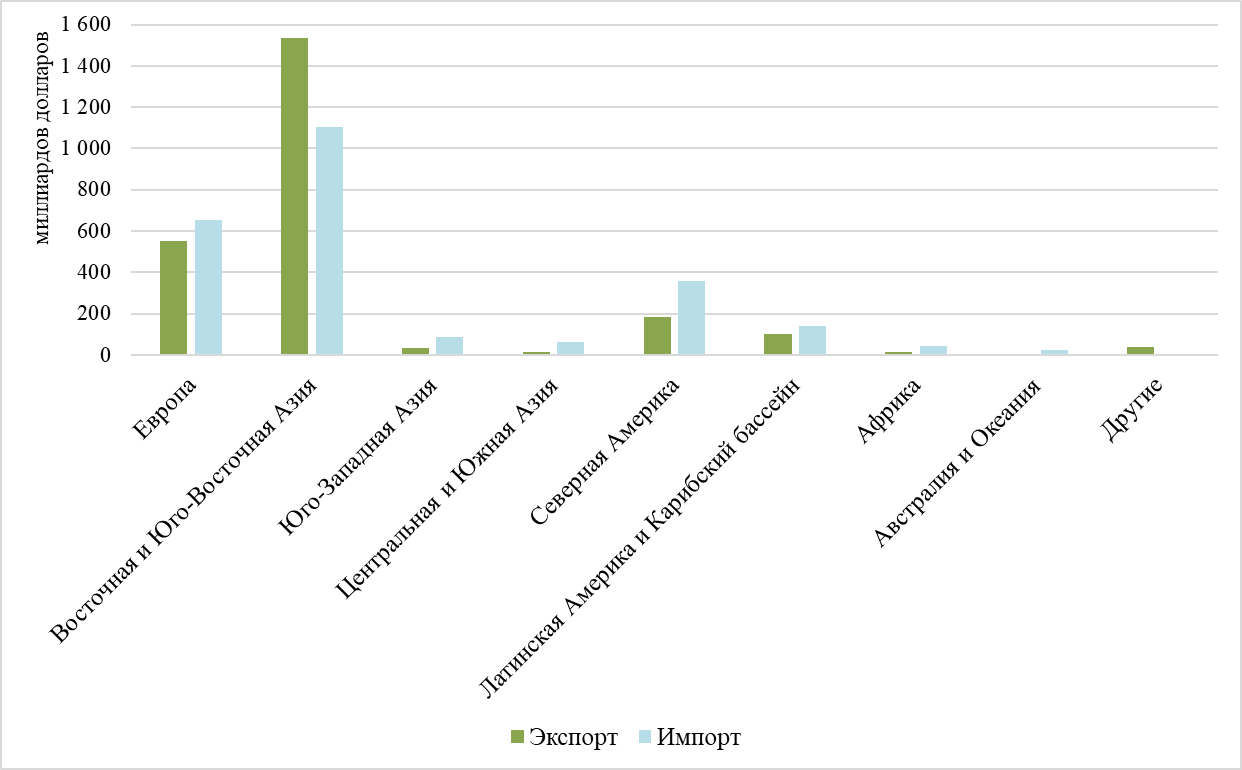 миллиардов долларов
1 600
1 400
1 200
1 000
800
600
400
200
0
Европа
Восточная и Юго-Восточная Азия
Юго-Западная Азия
Центральная и Южная Азия
Северная Америка
Латинская Америка и Карибский бассейн
Африка
Австралия и Океания
Другие
Экспорт
Импорт